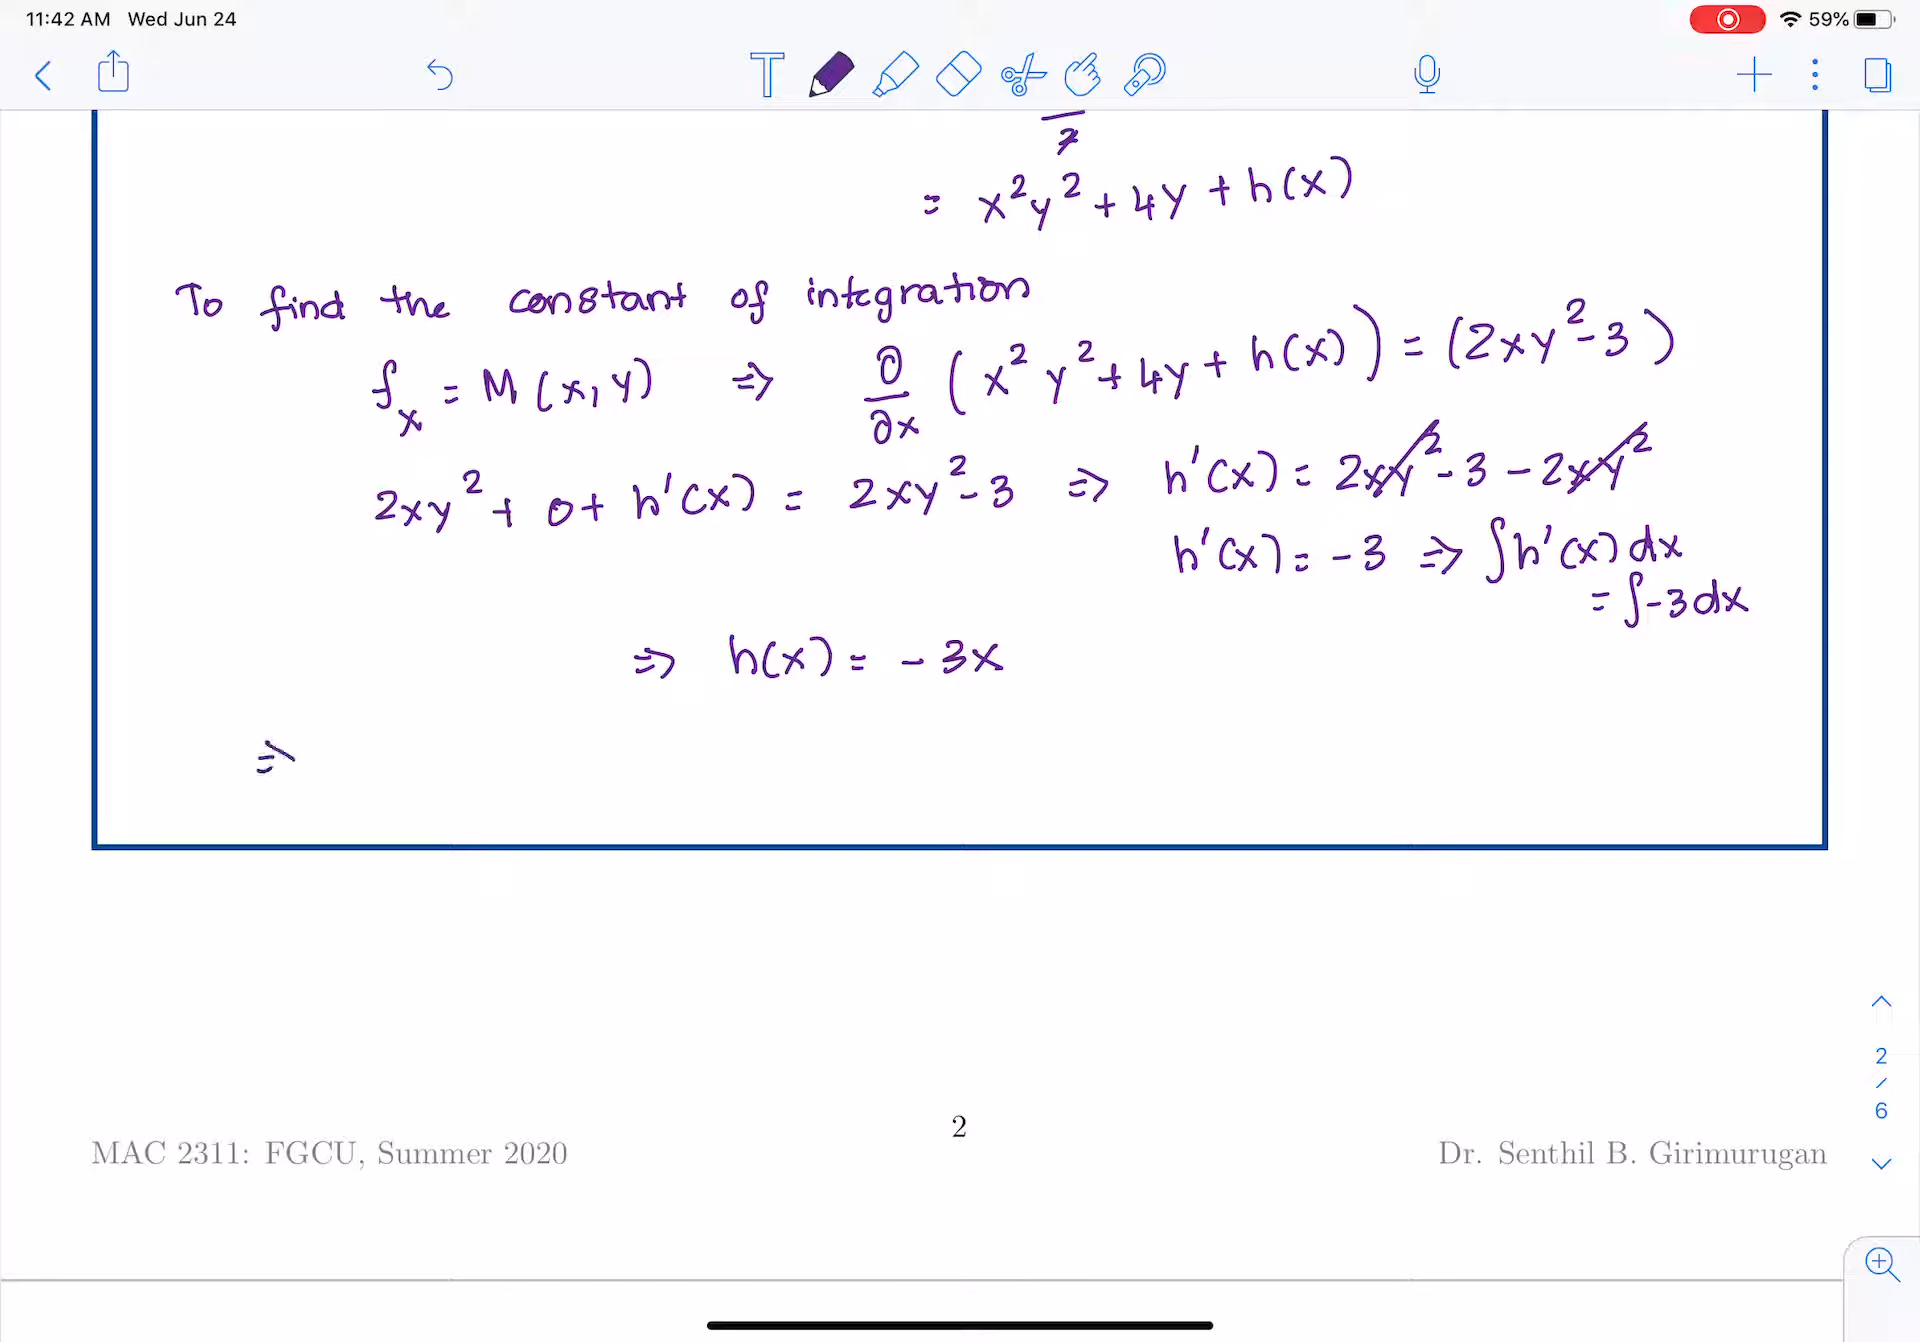 11:42 AM Wed Jun 24 59%
T
= x²y² + 4y + h(x)
To find the constant of integration
fₓ = M(x,y) ⇒ ∂/∂x (x²y² + 4y + h(x)) = (2xy² - 3)
2xy² + 0 + h'(x) = 2xy² - 3 ⇒ h'(x) = 2xy² - 3 - 2xy²
h'(x) = -3 ⇒ ∫h'(x) dx
= ∫-3dx
⇒ h(x) = - 3x
⇒
2
/
6
2
MAC 2311: FGCU, Summer 2020 Dr. Senthil B. Girimurugan